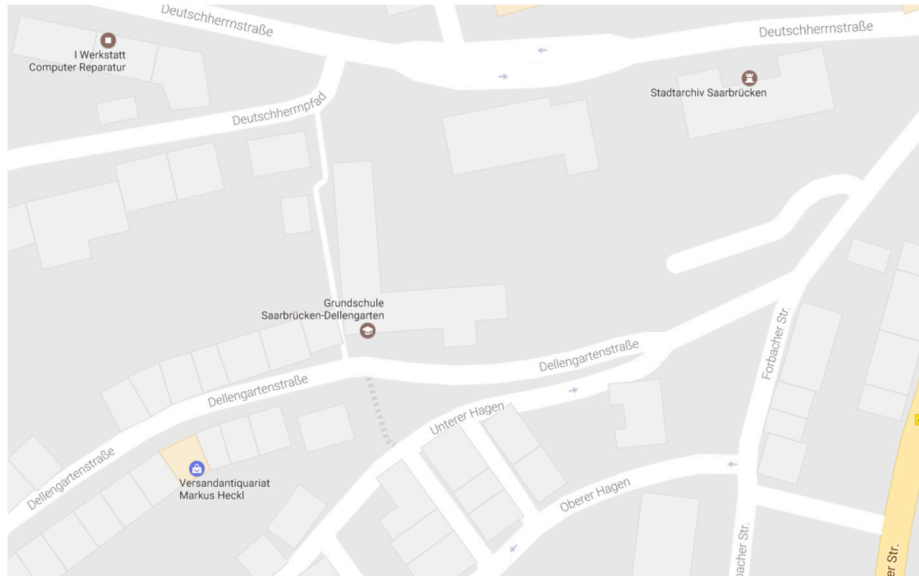 Deutschherrnstraße
Deutschherrnstraße
I Werkstatt
Computer Reparatur
Stadtarchiv Saarbrücken
Deutschherrnpfad
Grundschule
Saarbrücken-Dellengarten
Forbacher Str.
Dellengartenstraße
Dellengartenstraße
Unterer Hagen
Dellengartenstraße
Versandantiquariat
Markus Heckl
Oberer Hagen
bacher Str.
er Str.